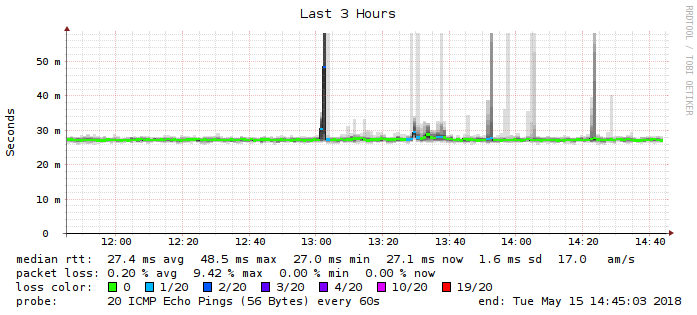 Last 3 Hours
RRDTOOL / TOBI OETIKER
Seconds
50 m
40 m
30 m
20 m
10 m
0
12:00 12:20 12:40 13:00 13:20 13:40 14:00 14:20 14:40
median rtt: 27.4 ms avg 48.5 ms max 27.0 ms min 27.1 ms now 1.6 ms sd 17.0 am/s
packet loss: 0.20 % avg 9.42 % max 0.00 % min 0.00 % now
loss color: 0 1/20 2/20 3/20 4/20 10/20 19/20
probe: 20 ICMP Echo Pings (56 Bytes) every 60s end: Tue May 15 14:45:03 2018